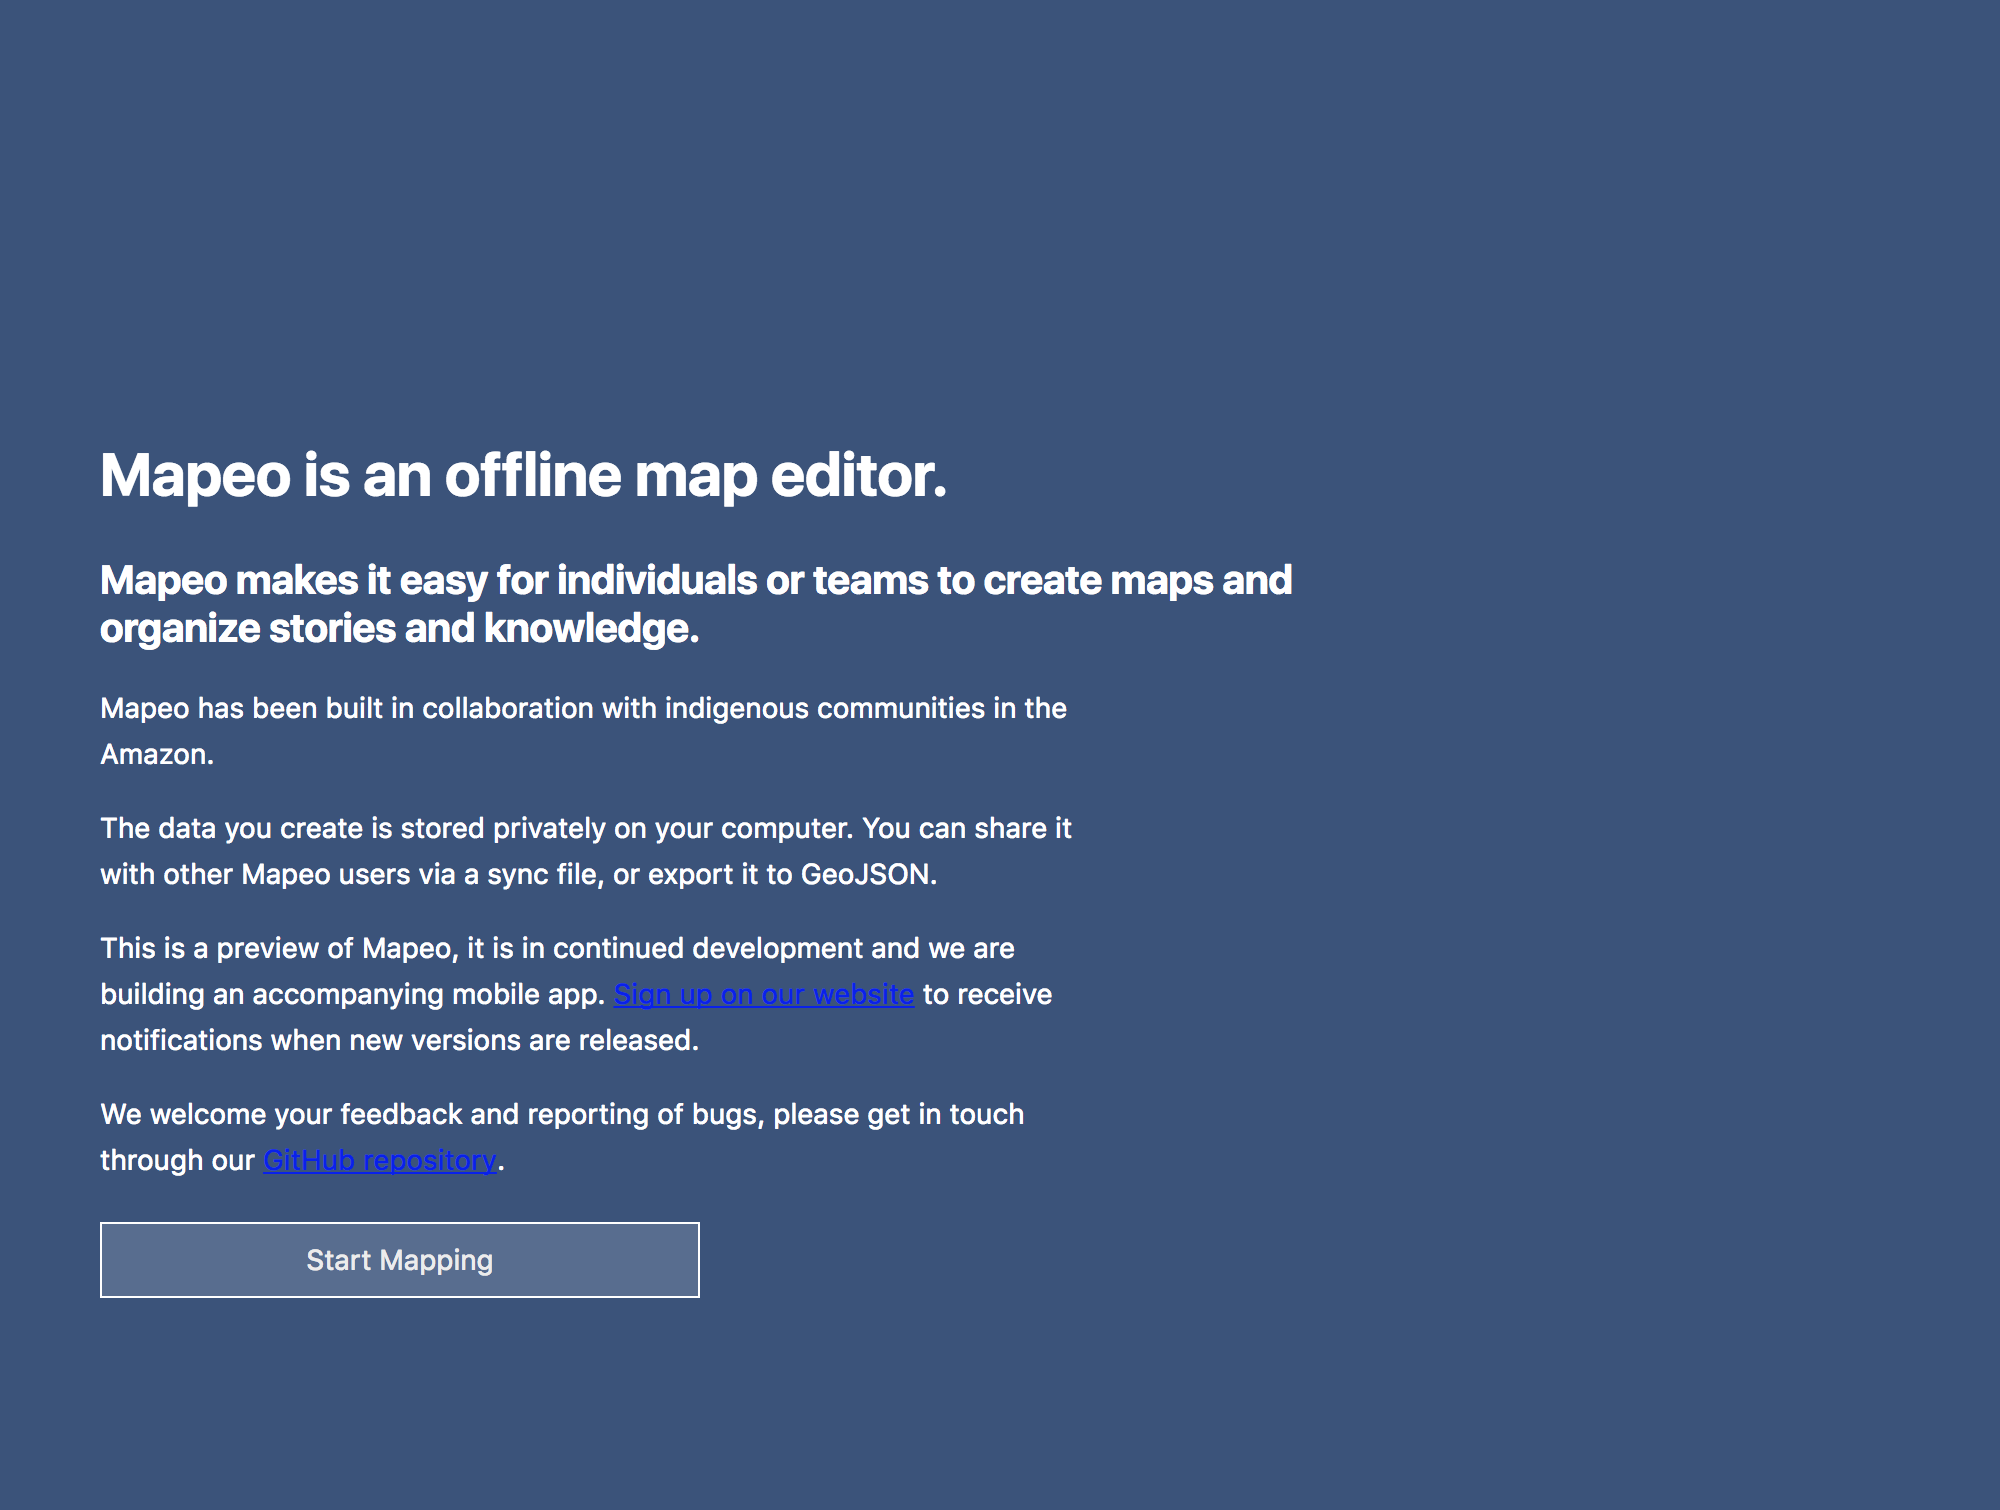 Mapeo is an offline map editor.
Mapeo makes it easy for individuals or teams to create maps and
organize stories and knowledge.
Mapeo has been built in collaboration with indigenous communities in the
Amazon.
The data you create is stored privately on your computer. You can share it
with other Mapeo users via a sync file, or export it to GeoJSON.
This is a preview of Mapeo, it is in continued development and we are
building an accompanying mobile app. Sign up on our website to receive
notifications when new versions are released.
We welcome your feedback and reporting of bugs, please get in touch
through our GitHub repository.
Start Mapping